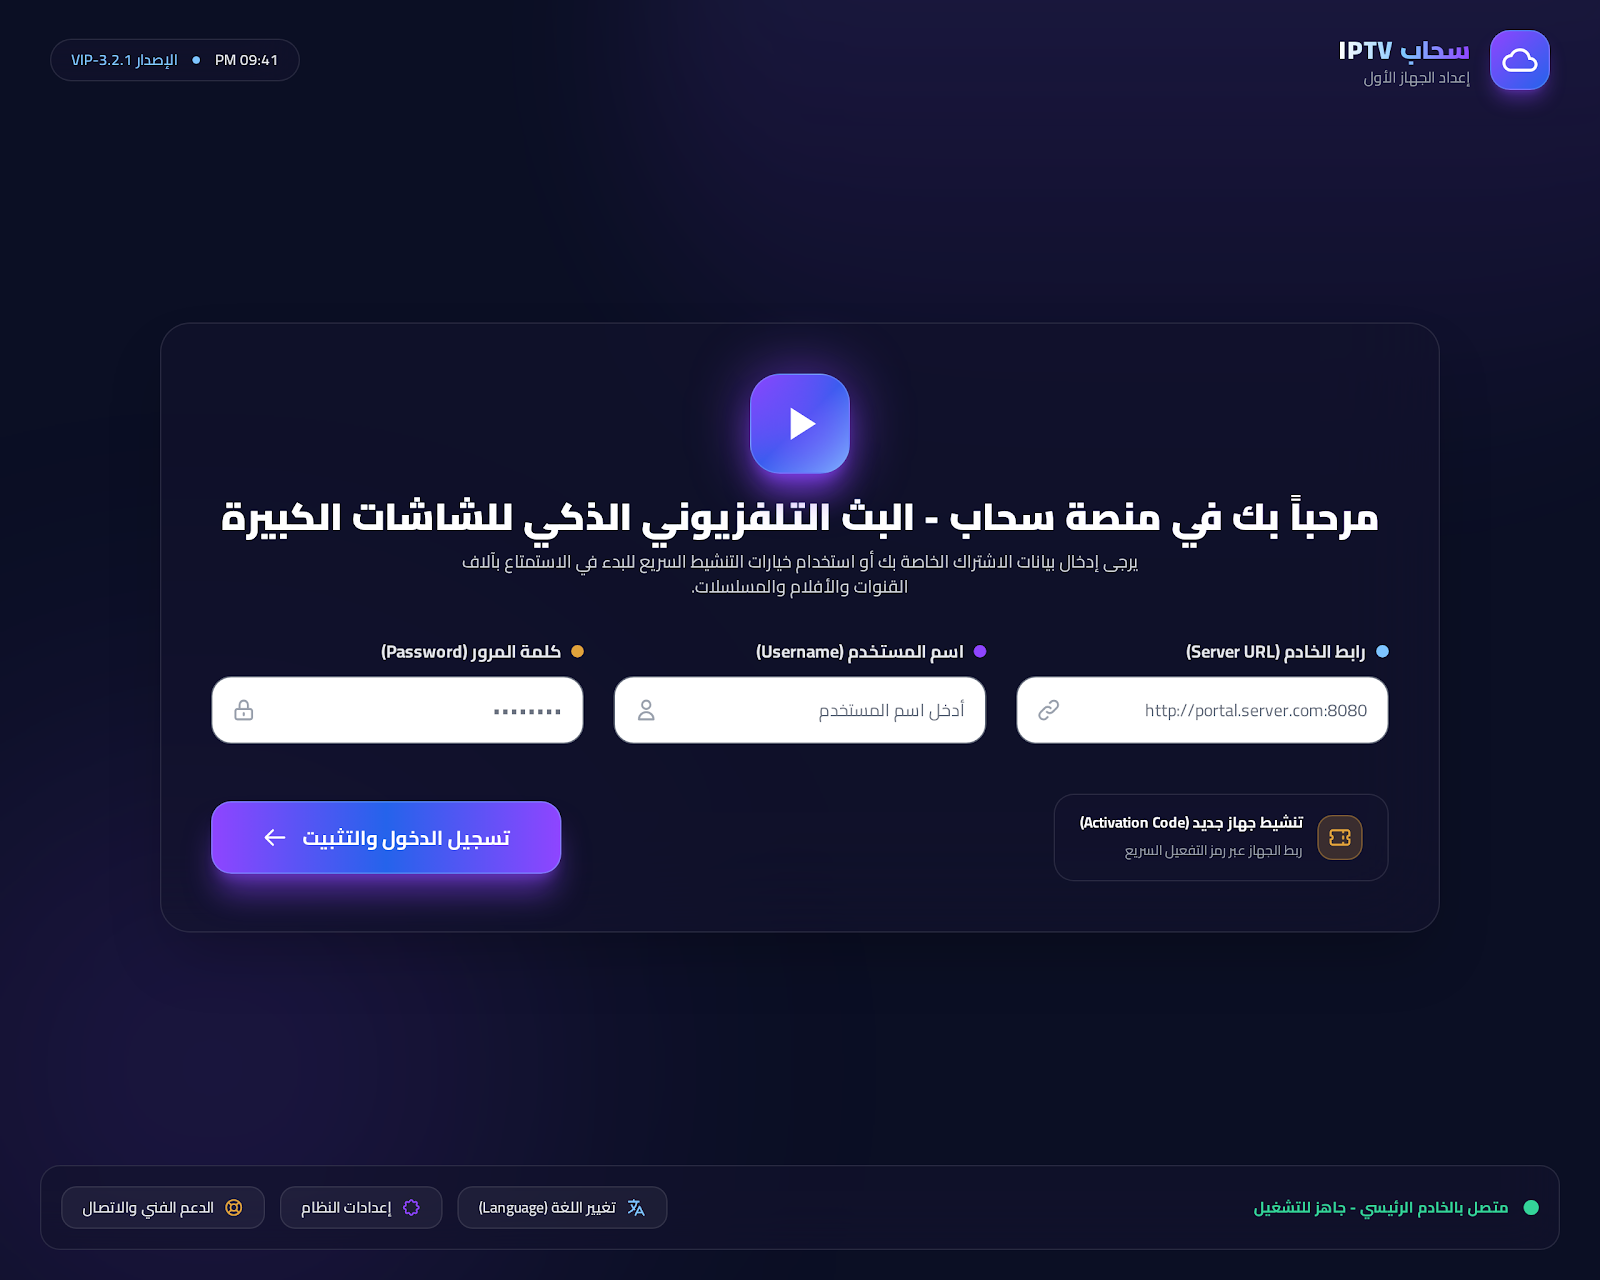 سحاب IPTV
إعداد الجهاز الأول
09:41 PM • الإصدار VIP-3.2.1
مرحباً بك في منصة سحاب - البث التلفزيوني الذكي للشاشات الكبيرة
يرجى إدخال بيانات الاشتراك الخاصة بك أو استخدام خيارات التنشيط السريع للبدء في الاستمتاع بآلاف
القنوات والأفلام والمسلسلات.
رابط الخادم (Server URL)
http://portal.server.com:8080
اسم المستخدم (Username)
أدخل اسم المستخدم
كلمة المرور (Password)
••••••••
تنشيط جهاز جديد (Activation Code)
ربط الجهاز عبر رمز التفعيل السريع
تسجيل الدخول والتثبيت
متصل بالخادم الرئيسي - جاهز للتشغيل
تغيير اللغة (Language)
إعدادات النظام
الدعم الفني والاتصال